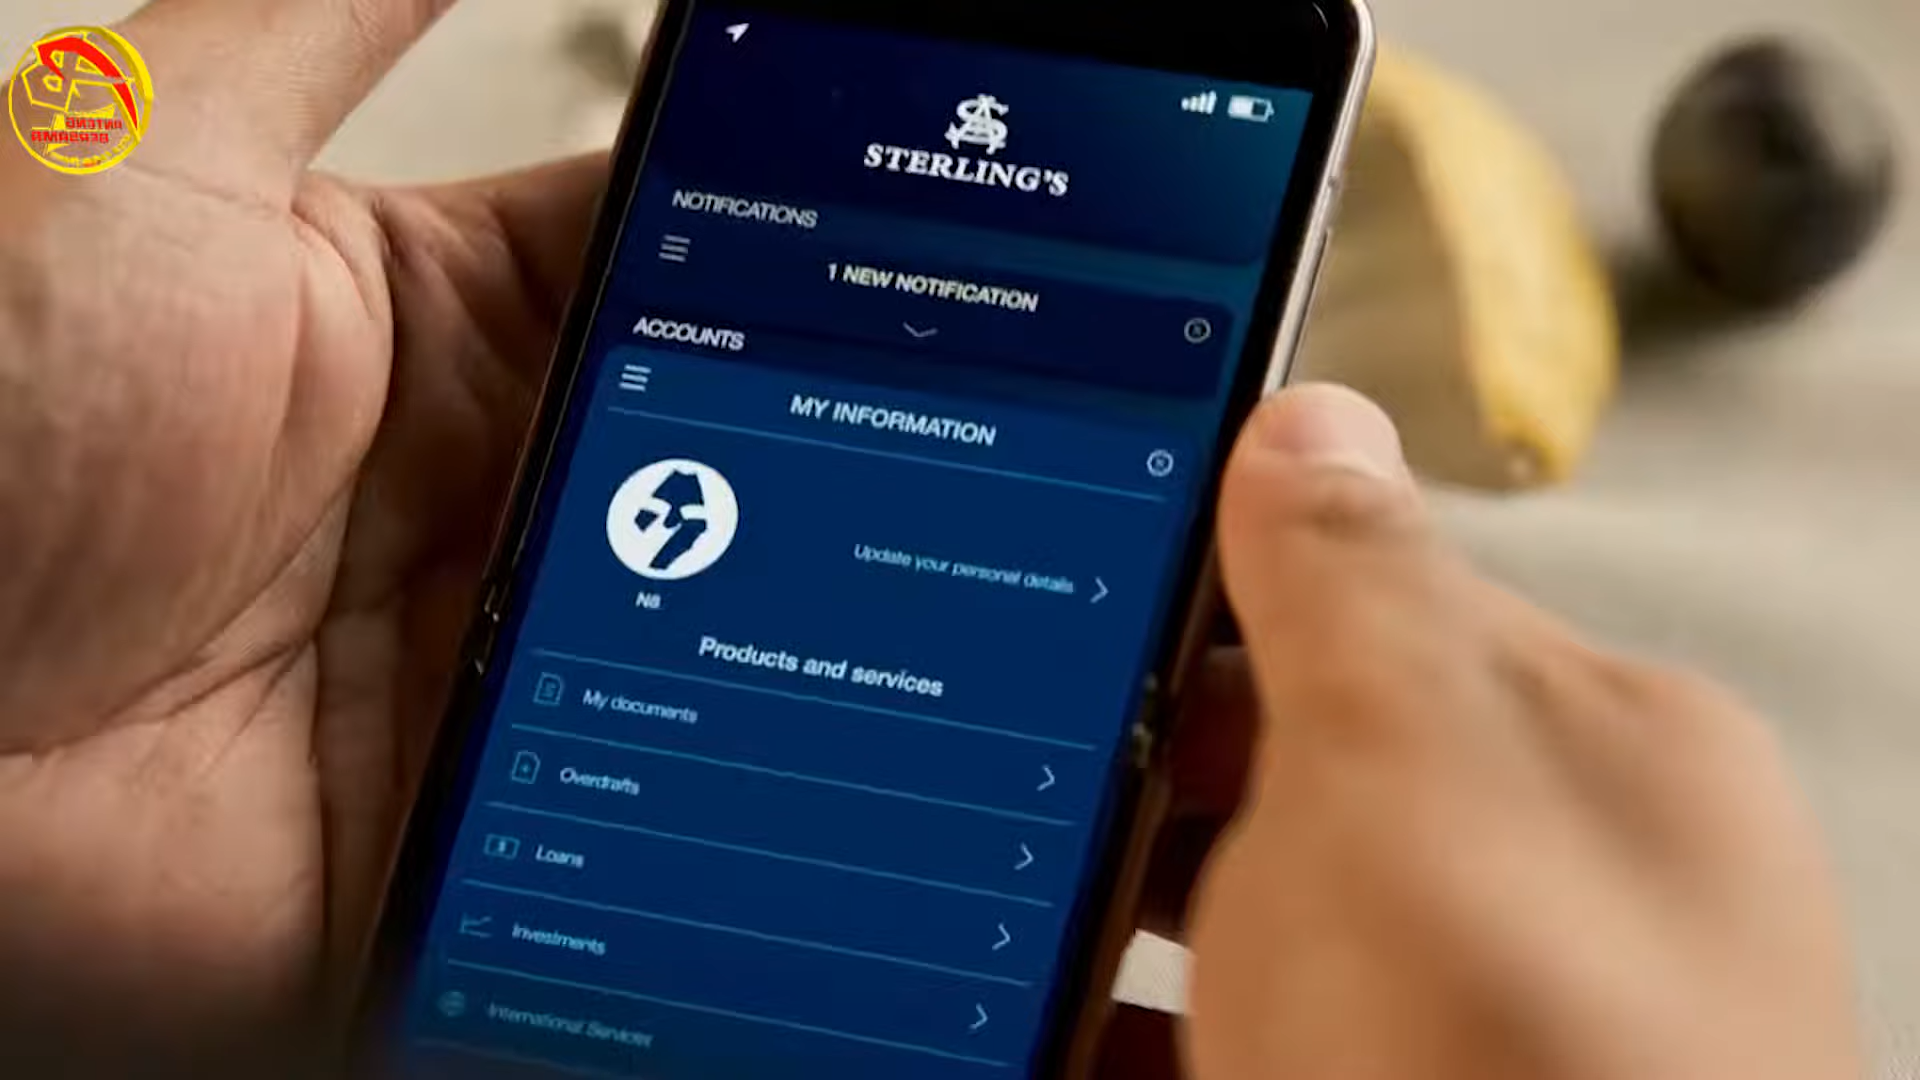 STERLING'S
NOTIFICATIONS
1 NEW NOTIFICATION
ACCOUNTS
MY INFORMATION
Update your personal details
N8
Products and services
My documents
Overdrafts
Loans
Investments
International Services